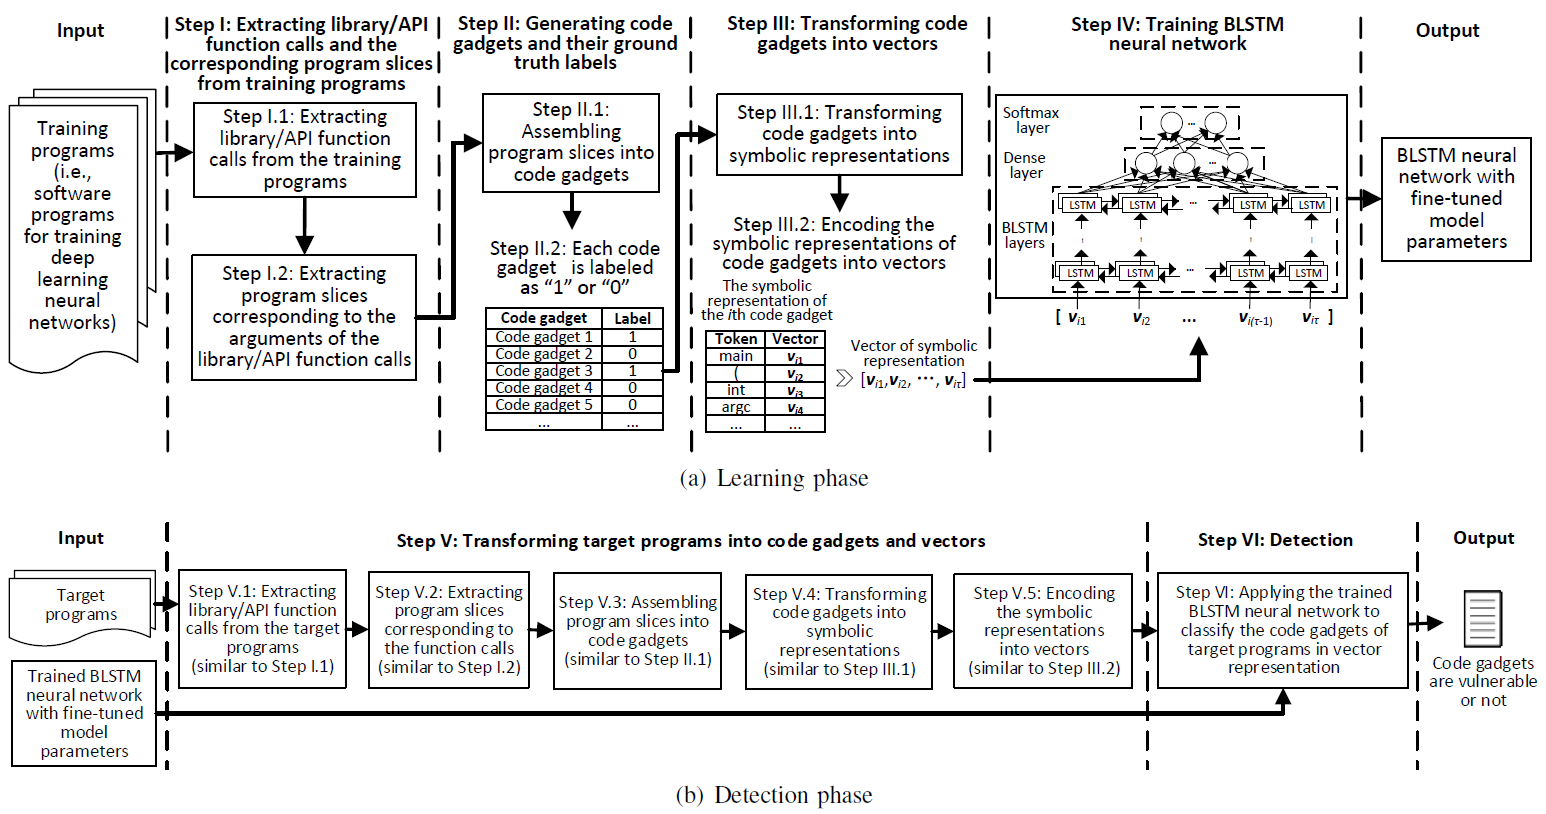 Input
Training
programs
(i.e.,
software
programs
for training
deep
learning
neural
networks)
Step I: Extracting library/API
function calls and the
corresponding program slices
from training programs
Step I.1: Extracting
library/API function
calls from the training
programs
Step I.2: Extracting
program slices
corresponding to the
arguments of the
library/API function calls
Step II: Generating code
gadgets and their ground
truth labels
Step II.1:
Assembling
program slices into
code gadgets
Step II.2: Each code
gadget is labeled
as “1” or “0”
Code gadget Label
Code gadget 1 1
Code gadget 2 0
Code gadget 3 1
Code gadget 4 0
Code gadget 5 0
... ...
Step III: Transforming code
gadgets into vectors
Step III.1: Transforming
code gadgets into
symbolic representations
Step III.2: Encoding the
symbolic representations of
code gadgets into vectors
The symbolic
representation of
the ith code gadget
Token Vector
main vi1
( vi2
int vi3
argc vi4
... ...
Vector of symbolic
representation
[vi1,vi2, ···, viτ]
Step IV: Training BLSTM
neural network
Softmax
layer
...
Dense
layer
...
BLSTM
layers
LSTM LSTM ... LSTM LSTM
LSTM LSTM ... LSTM LSTM
[ vi1 vi2 ... vi(τ-1) viτ ]
Output
BLSTM neural
network with
fine-tuned
model
parameters
(a) Learning phase
Input
Target
programs
Trained BLSTM
neural network
with fine-tuned
model
parameters
Step V: Transforming target programs into code gadgets and vectors
Step V.1: Extracting
library/API function
calls from the target
programs
(similar to Step I.1)
Step V.2: Extracting
program slices
corresponding to
the function calls
(similar to Step I.2)
Step V.3: Assembling
program slices into
code gadgets
(similar to Step II.1)
Step V.4: Transforming
code gadgets into
symbolic
representations
(similar to Step III.1)
Step V.5: Encoding
the symbolic
representations
into vectors
(similar to Step III.2)
Step VI: Detection
Step VI: Applying the trained
BLSTM neural network to
classify the code gadgets of
target programs in vector
representation
Output
Code gadgets
are vulnerable
or not
(b) Detection phase